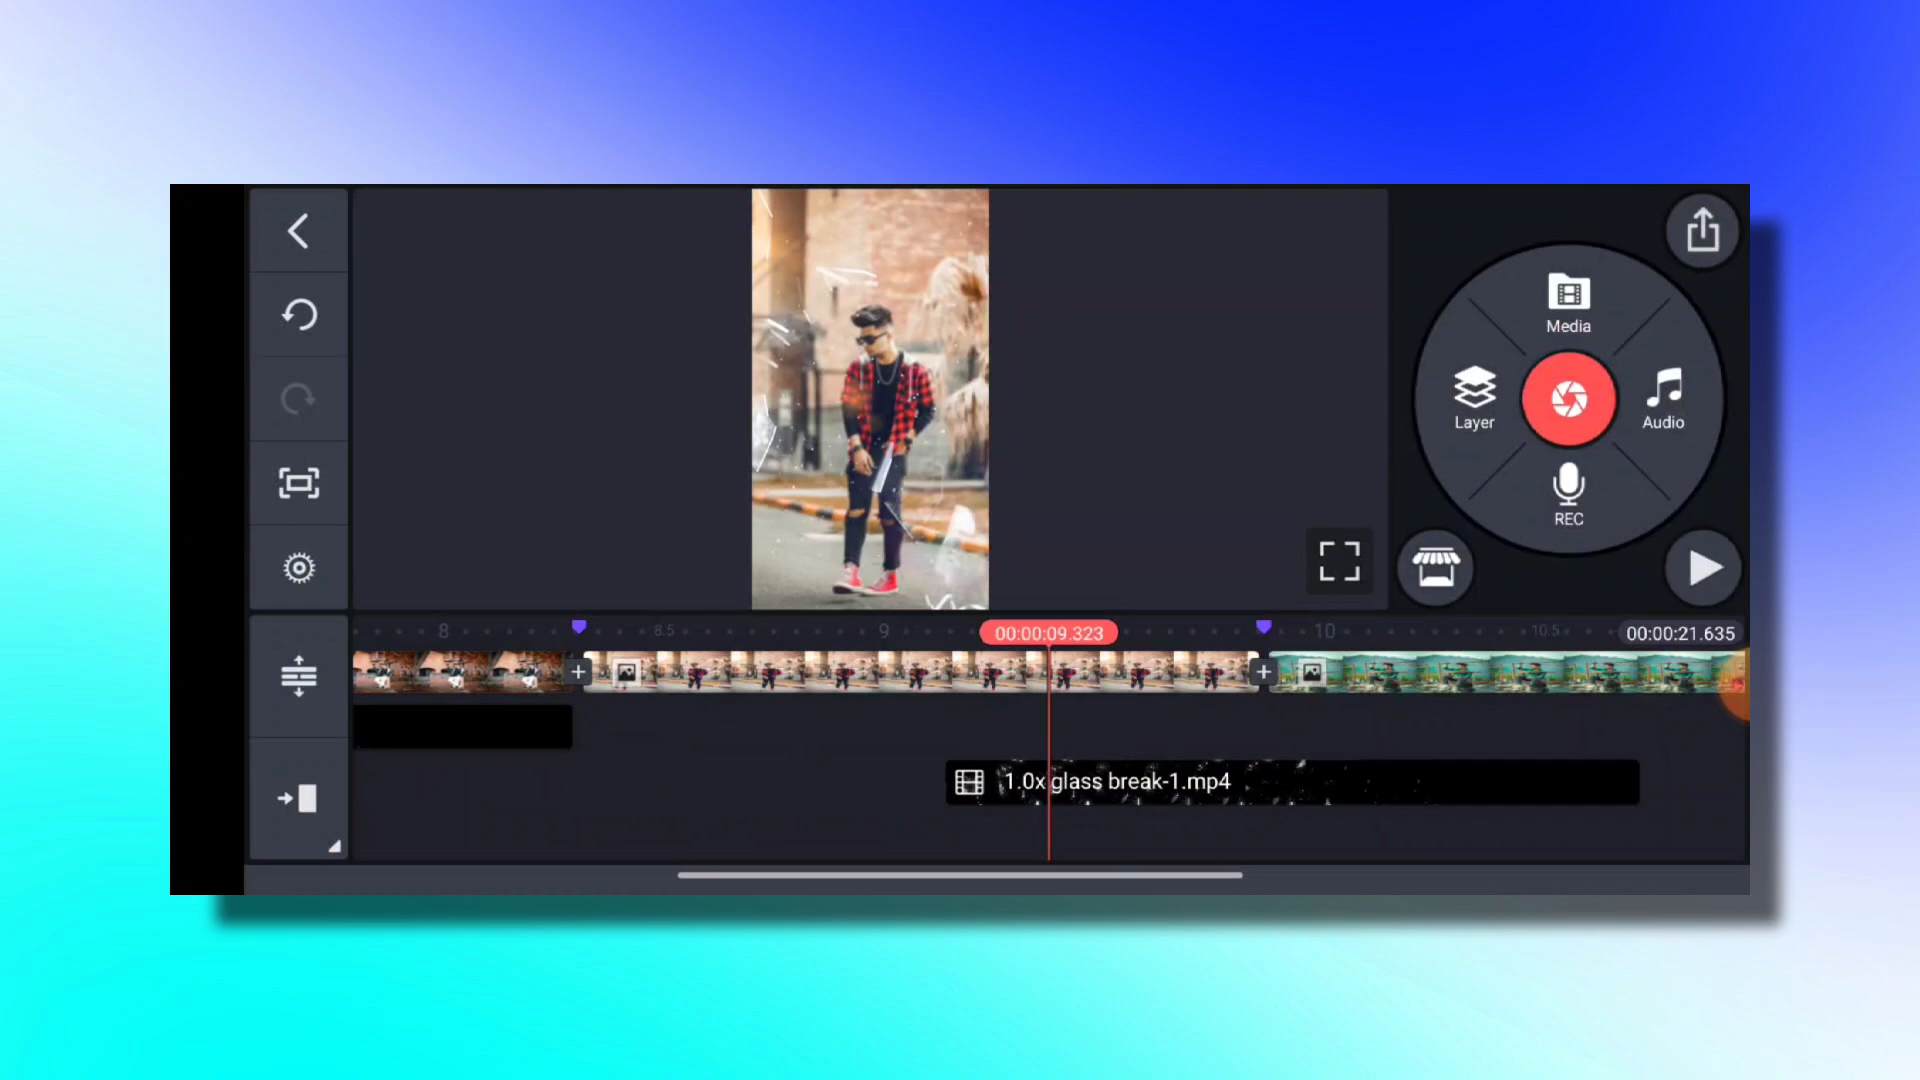 Media
Layer
Audio
REC
8
8.5
9
00:00:09.323
10
10.5
00:00:21.635
1.0x glass break-1.mp4